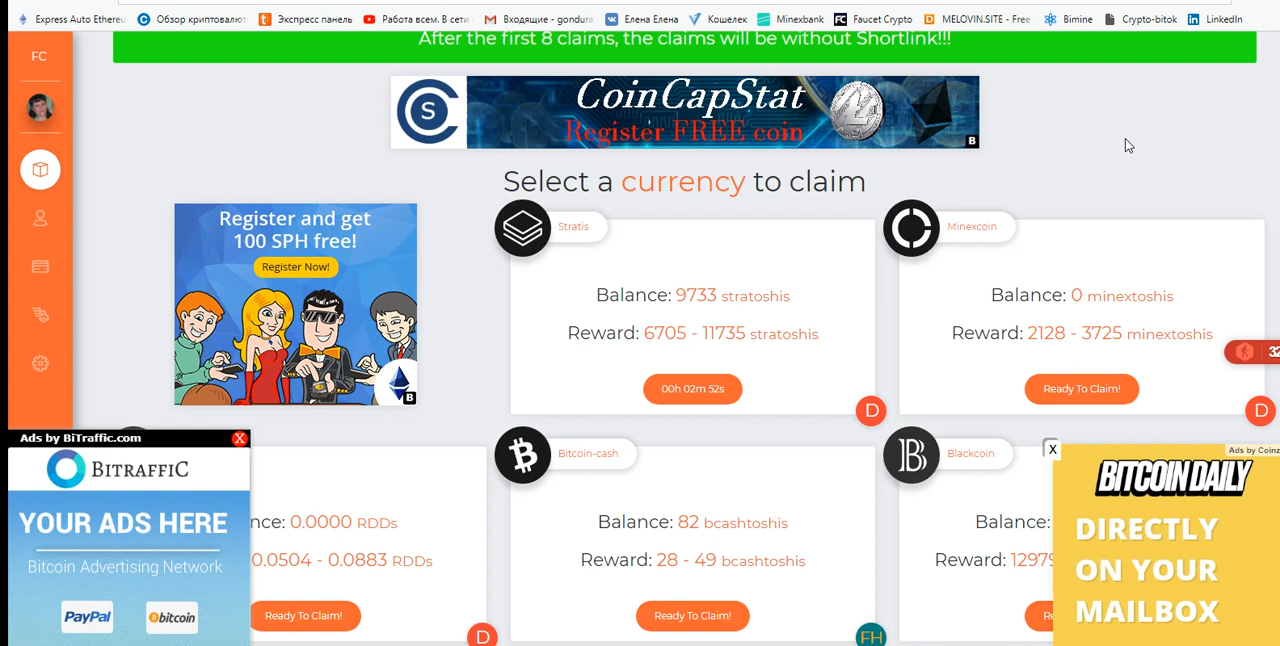 Express Auto Ethereu
Обзор криптовалют
Экспресс панель
Работа всем. В сети
Входящие - gondura
Елена Елена
Кошелек
Minexbank
Faucet Crypto
MELOVIN.SITE - Free
Bimine
Crypto-bitok
LinkedIn
After the first 8 claims, the claims will be without Shortlink!!!
FC
S
CoinCapStat
Register FREE coin
B
Select a currency to claim
Register and get
100 SPH free!
Register Now!
B
Stratis
Balance: 9733 stratoshis
Reward: 6705 - 11735 stratoshis
00h 02m 52s
D
Minexcoin
Balance: 0 minextoshis
Reward: 2128 - 3725 minextoshis
Ready To Claim!
D
32
Ads by BiTraffic.com
X
BITRAFFIC
YOUR ADS HERE
Bitcoin Advertising Network
PayPal
bitcoin
nce: 0.0000 RDDs
0.0504 - 0.0883 RDDs
Ready To Claim!
D
Bitcoin-cash
Balance: 82 bcashtoshis
Reward: 28 - 49 bcashtoshis
Ready To Claim!
FH
Blackcoin
Balance:
Reward: 12979
Re
X
Ads by Coinz
BITCOIN DAILY
DIRECTLY
ON YOUR
MAILBOX